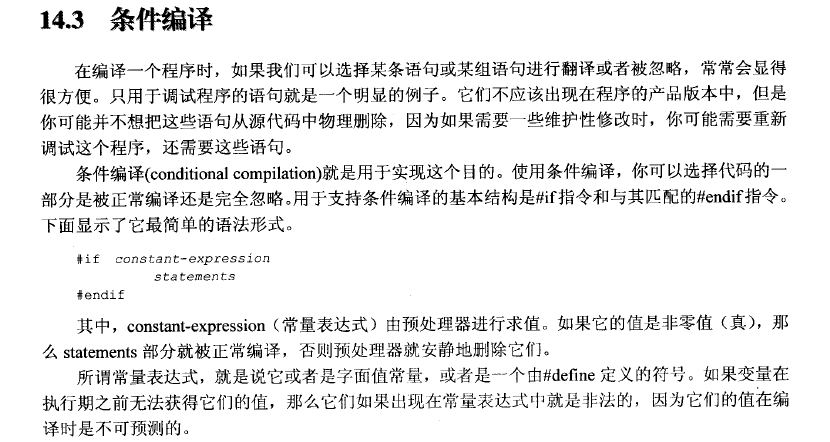 14.3 条件编译
在编译一个程序时，如果我们可以选择某条语句或某组语句进行翻译或者被忽略，常常会显得
很方便。只用于调试程序的语句就是一个明显的例子。它们不应该出现在程序的产品版本中，但是
你可能并不想把这些语句从源代码中物理删除，因为如果需要一些维护性修改时，你可能需要重新
调试这个程序，还需要这些语句。
条件编译(conditional compilation)就是用于实现这个目的。使用条件编译，你可以选择代码的一
部分是被正常编译还是完全忽略。用于支持条件编译的基本结构是#if指令和与其匹配的#endif指令。
下面显示了它最简单的语法形式。
#if constant-expression
statements
#endif
其中，constant-expression（常量表达式）由预处理器进行求值。如果它的值是非零值（真），那
么 statements 部分就被正常编译，否则预处理器就安静地删除它们。
所谓常量表达式，就是说它或者是字面值常量，或者是一个由#define 定义的符号。如果变量在
执行期之前无法获得它们的值，那么它们如果出现在常量表达式中就是非法的，因为它们的值在编
译时是不可预测的。